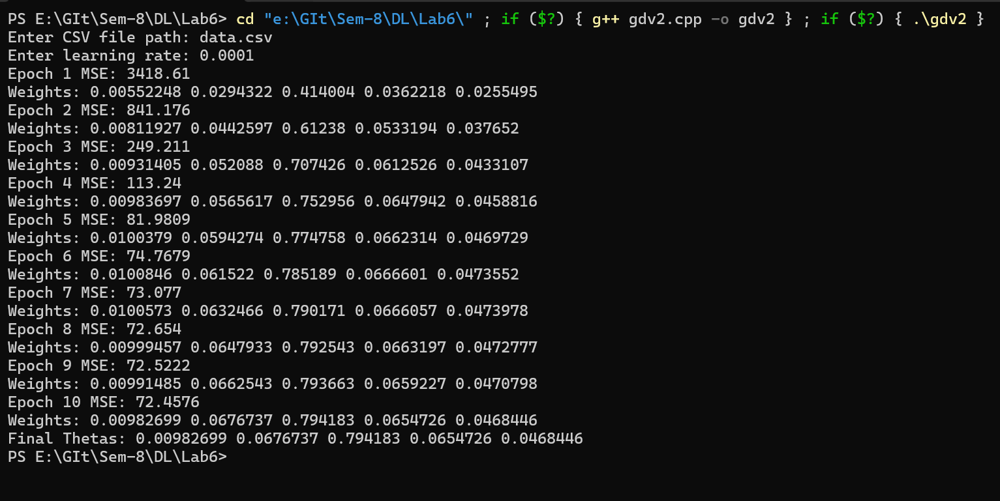 PS E:\GIt\Sem-8\DL\Lab6> cd "e:\GIt\Sem-8\DL\Lab6\" ; if ($?) { g++ gdv2.cpp -o gdv2 } ; if ($?) { .\gdv2 }
Enter CSV file path: data.csv
Enter learning rate: 0.0001
Epoch 1 MSE: 3418.61
Weights: 0.00552248 0.0294322 0.414004 0.0362218 0.0255495
Epoch 2 MSE: 841.176
Weights: 0.00811927 0.0442597 0.61238 0.0533194 0.037652
Epoch 3 MSE: 249.211
Weights: 0.00931405 0.052088 0.707426 0.0612526 0.0433107
Epoch 4 MSE: 113.24
Weights: 0.00983697 0.0565617 0.752956 0.0647942 0.0458816
Epoch 5 MSE: 81.9809
Weights: 0.0100379 0.0594274 0.774758 0.0662314 0.0469729
Epoch 6 MSE: 74.7679
Weights: 0.0100846 0.061522 0.785189 0.0666601 0.0473552
Epoch 7 MSE: 73.077
Weights: 0.0100573 0.0632466 0.790171 0.0666057 0.0473978
Epoch 8 MSE: 72.654
Weights: 0.00999457 0.0647933 0.792543 0.0663197 0.0472777
Epoch 9 MSE: 72.5222
Weights: 0.00991485 0.0662543 0.793663 0.0659227 0.0470798
Epoch 10 MSE: 72.4576
Weights: 0.00982699 0.0676737 0.794183 0.0654726 0.0468446
Final Thetas: 0.00982699 0.0676737 0.794183 0.0654726 0.0468446
PS E:\GIt\Sem-8\DL\Lab6>